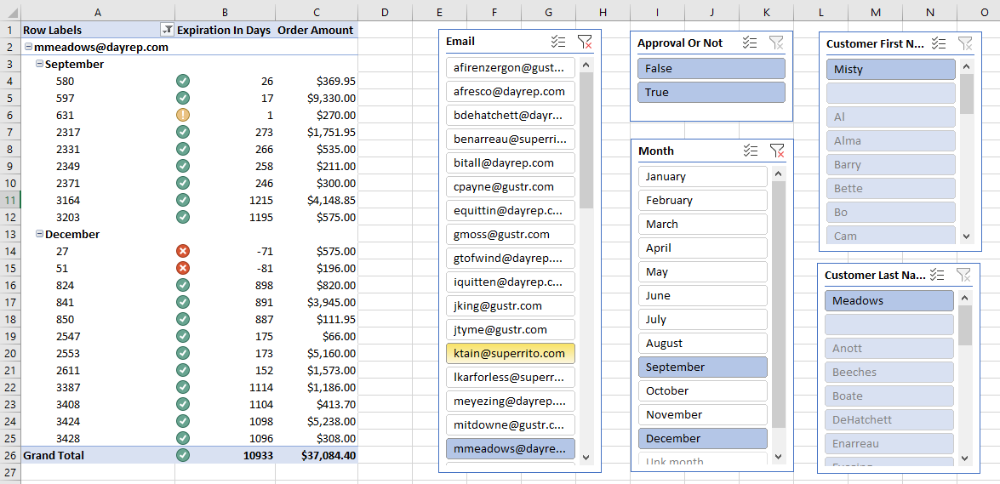 A B C D E F G H I J K L M N O
1 Row Labels Expiration In Days Order Amount
2 mmeadows@dayrep.com
3 September
4 580 26 $369.95
5 597 17 $9,330.00
6 631 1 $270.00
7 2317 273 $1,751.95
8 2331 266 $535.00
9 2349 258 $211.00
10 2371 246 $300.00
11 3164 1215 $4,148.85
12 3203 1195 $575.00
13 December
14 27 -71 $575.00
15 51 -81 $196.00
16 824 898 $820.00
17 841 891 $3,945.00
18 850 887 $111.95
19 2547 175 $66.00
20 2553 173 $5,160.00
21 2611 152 $1,573.00
22 3387 1114 $1,186.00
23 3408 1104 $413.70
24 3424 1098 $5,238.00
25 3428 1096 $308.00
26 Grand Total 10933 $37,084.40
27
Email
afirenzergon@gust...
afresco@dayrep.com
bdehatchett@dayr...
benarreau@superri...
bitall@dayrep.com
cpayne@gustr.com
equittin@dayrep.c...
gmoss@gustr.com
gtofwind@dayrep....
iquitten@dayrep.c...
jking@gustr.com
jtyme@gustr.com
ktain@superrito.com
lkarforless@superr...
meyezing@dayrep....
mitdowne@gustr.c...
mmeadows@dayre...
Approval Or Not
False
True
Month
January
February
March
April
May
June
July
August
September
October
November
December
Unk month
Customer First N...
Misty
Al
Alma
Barry
Bette
Bo
Cam
Customer Last Na...
Meadows
Anott
Beeches
Boate
DeHatchett
Enarreau